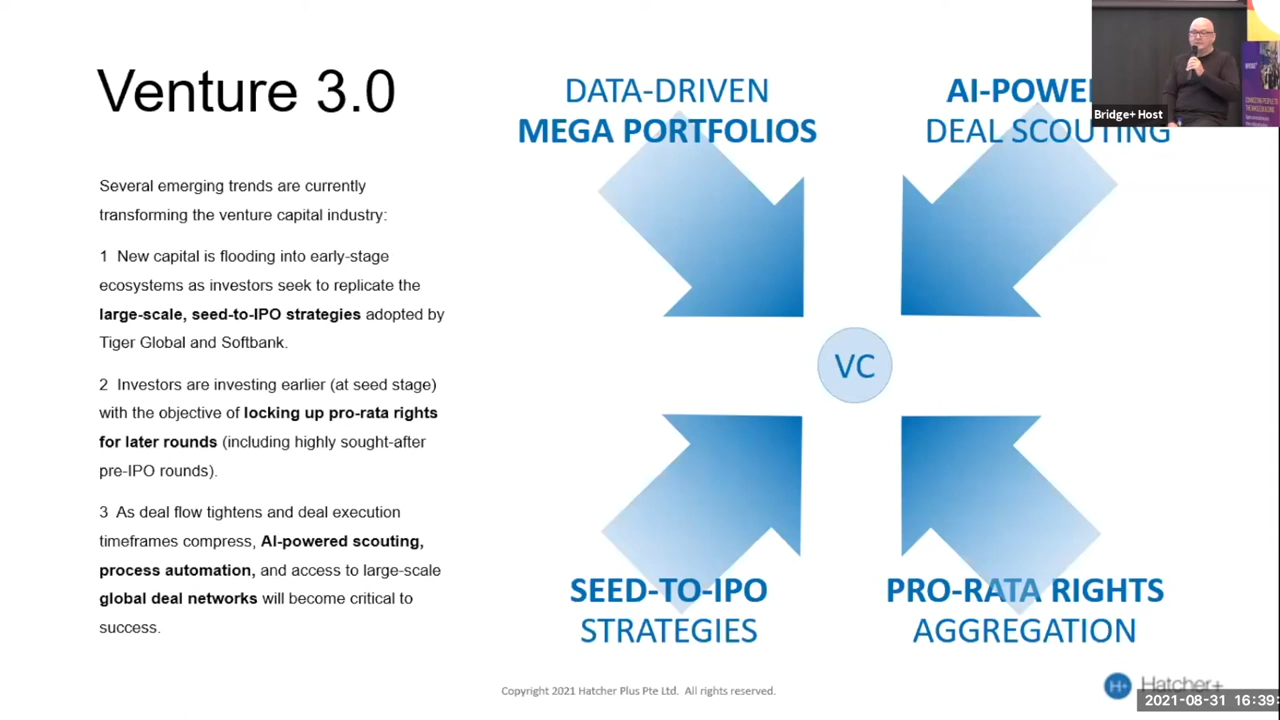 Venture 3.0
Several emerging trends are currently
transforming the venture capital industry:
1 New capital is flooding into early-stage
ecosystems as investors seek to replicate the
large-scale, seed-to-IPO strategies adopted by
Tiger Global and Softbank.
2 Investors are investing earlier (at seed stage)
with the objective of locking up pro-rata rights
for later rounds (including highly sought-after
pre-IPO rounds).
3 As deal flow tightens and deal execution
timeframes compress, AI-powered scouting,
process automation, and access to large-scale
global deal networks will become critical to
success.
DATA-DRIVEN
MEGA PORTFOLIOS
AI-POWE
DEAL SCOUTING
VC
SEED-TO-IPO
STRATEGIES
PRO-RATA RIGHTS
AGGREGATION
Bridge+ Host
Copyright 2021 Hatcher Plus Pte Ltd. All rights reserved.
H+ Hatcher+
2021-08-31 16:39: